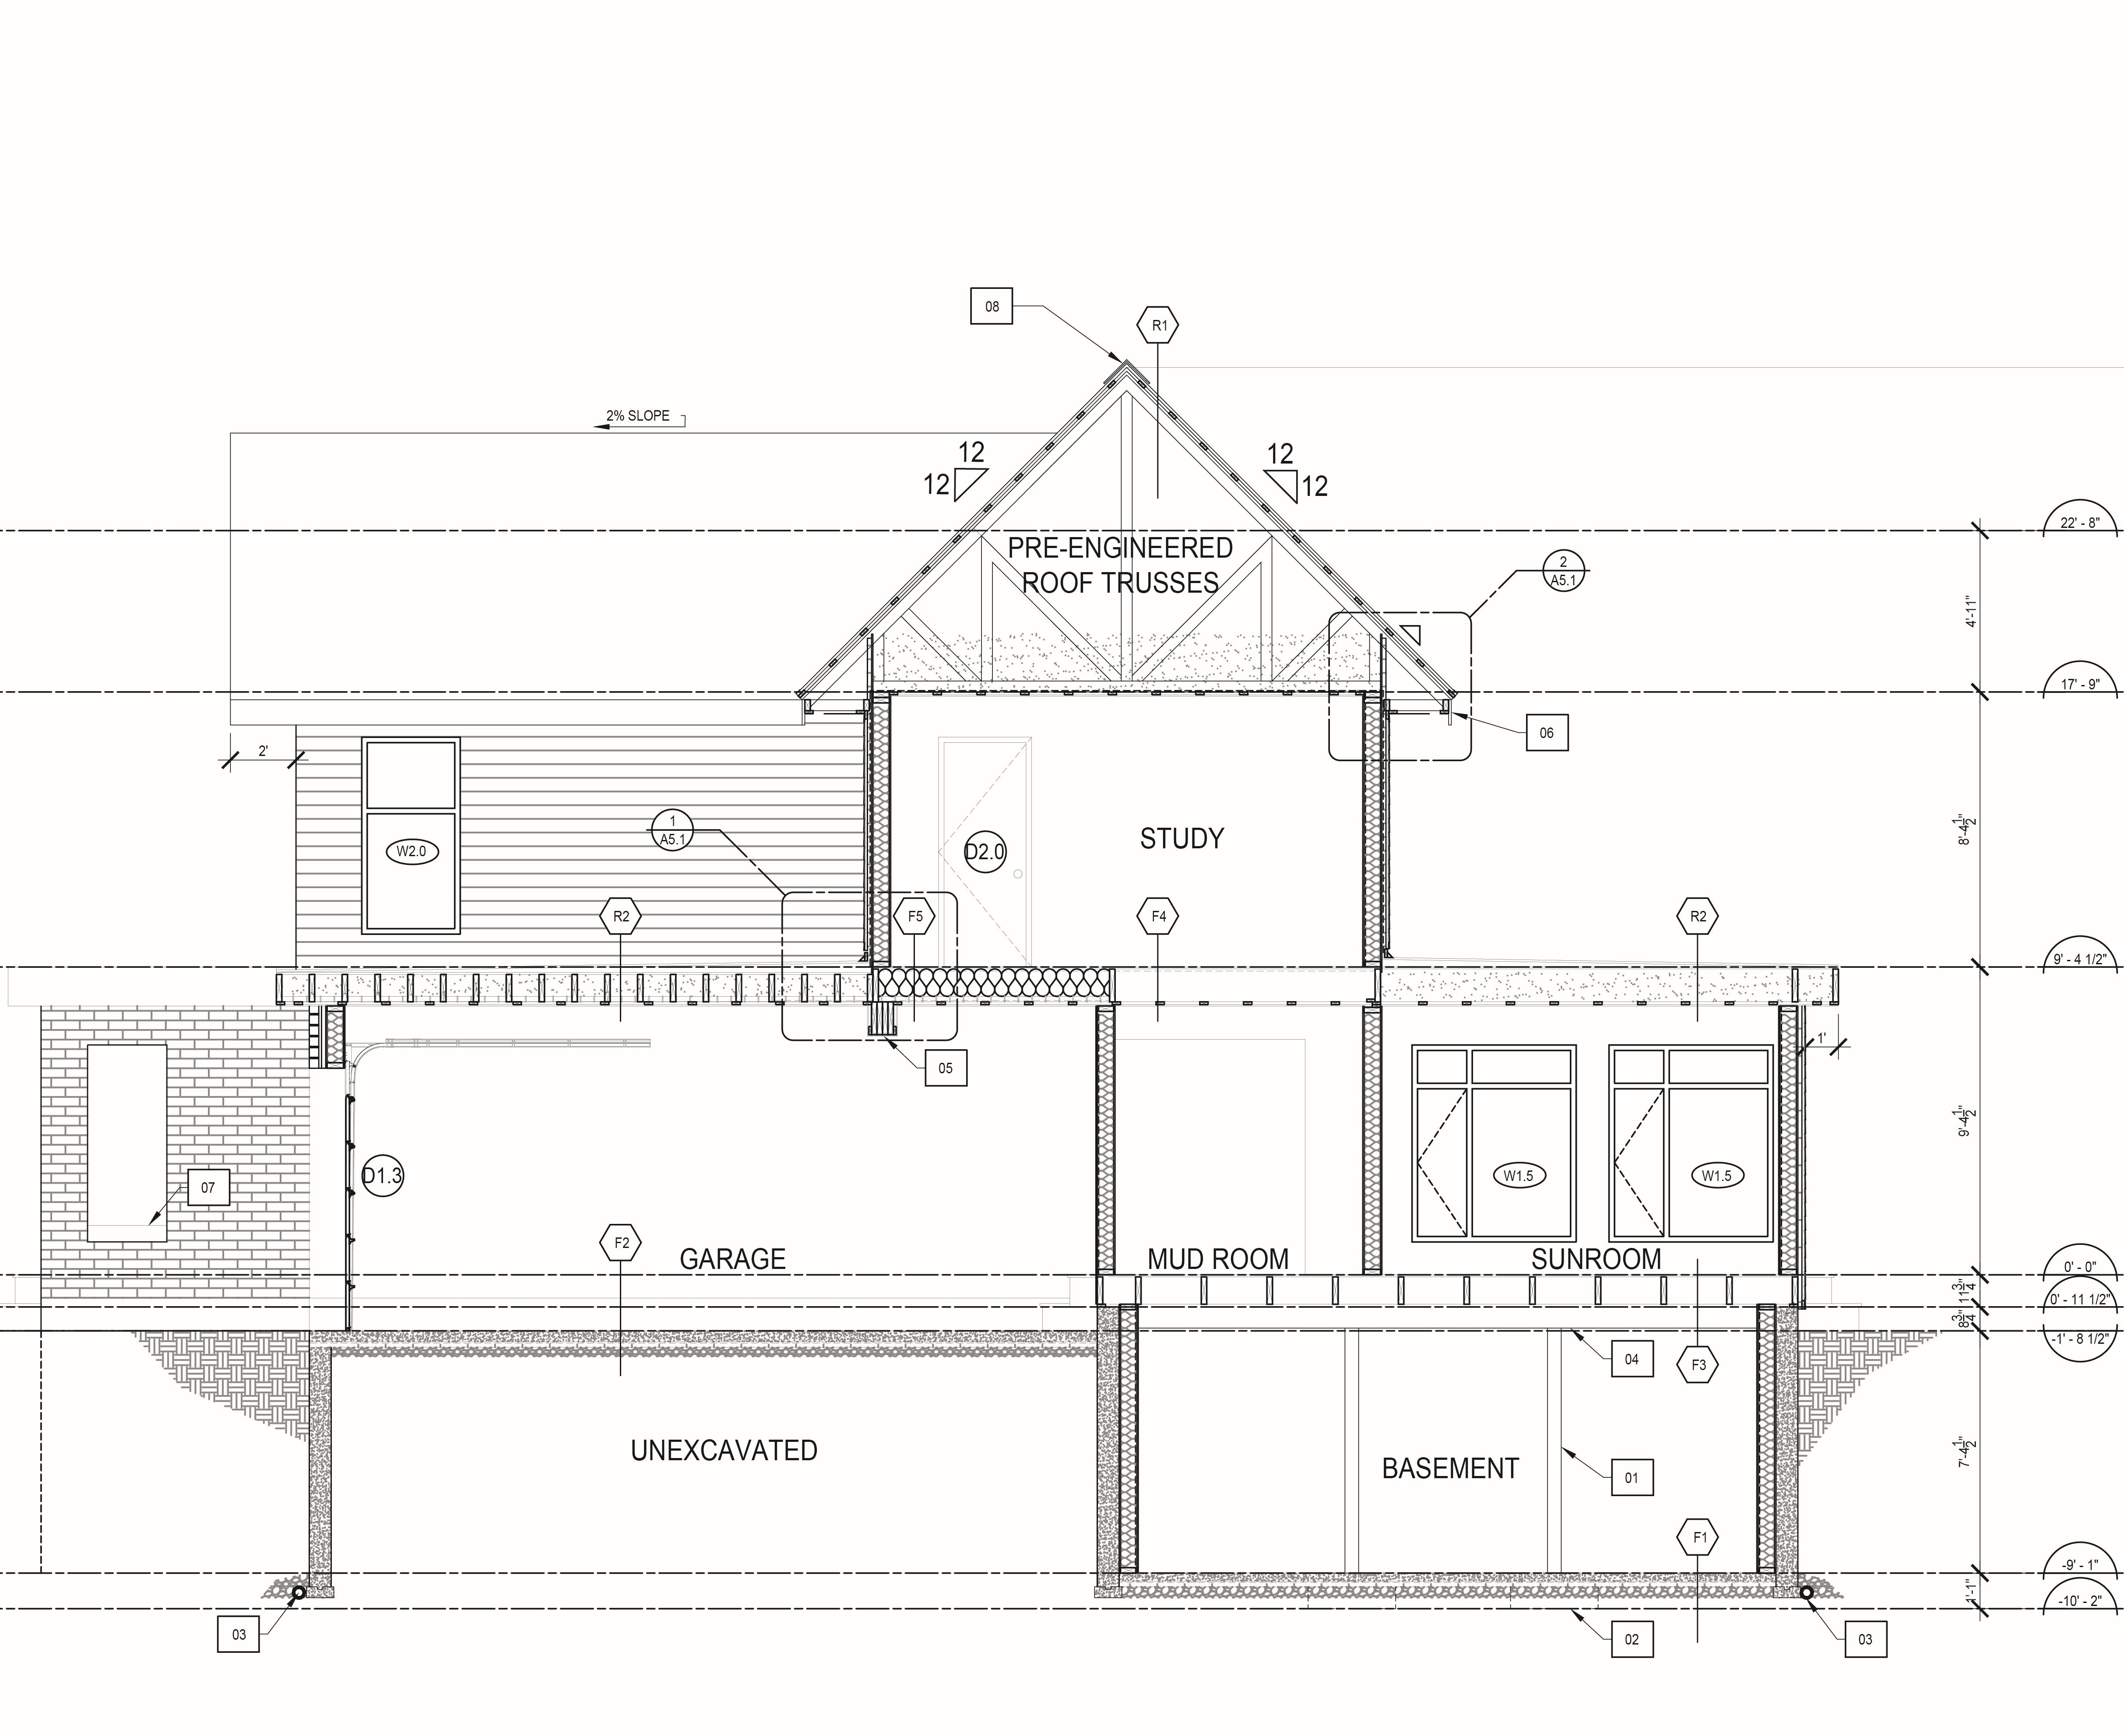 08
R1
2% SLOPE
12
12
12
12
22' - 8"
PRE-ENGINEERED
ROOF TRUSSES
2
A5.1
4'-11"
17' - 9"
06
2'
1
A5.1
W2.0
D2.0
STUDY
8'-4 1/2"
R2
F5
F4
R2
9' - 4 1/2"
05
1'
9'-4 1/2"
D1.3
07
W1.5
W1.5
F2
GARAGE
MUD ROOM
SUNROOM
0' - 0"
11 3/4"
0' - 11 1/2"
8 3/4"
-1' - 8 1/2"
04
F3
UNEXCAVATED
BASEMENT
7'-4 1/2"
01
F1
-9' - 1"
1'-1"
-10' - 2"
03
02
03